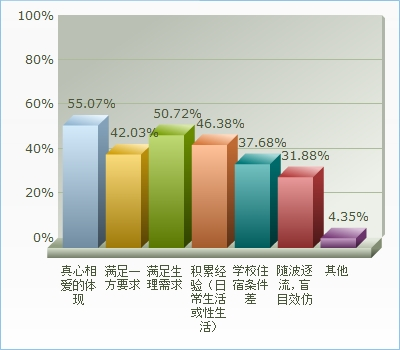 100%
80%
60%
40%
20%
0%
55.07%
42.03%
50.72%
46.38%
37.68%
31.88%
4.35%
真心相
爱的体
现
满足一
方要求
满足生
理需求
积累经
验（日
常生活
或性生
活）
学校住
宿条件
差
随波逐
流，盲
目效仿
其他